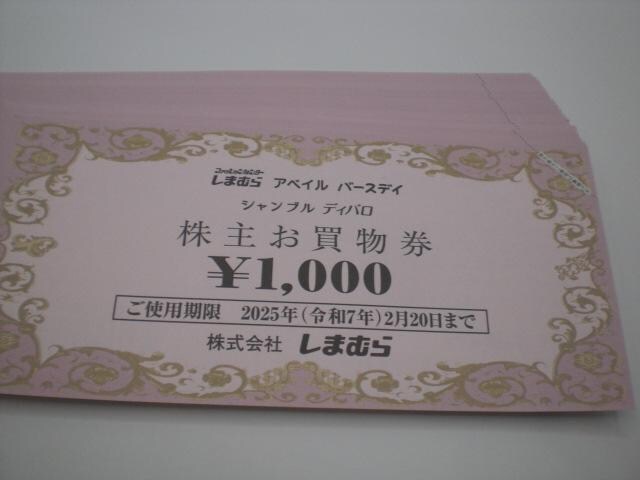 ファッションセンター
しまむら アベイル バースデイ
シャンブル ディバロ
株主お買物券
¥1,000
ご使用期限 2025年(令和7年)2月20日まで
株式会社 しまむら